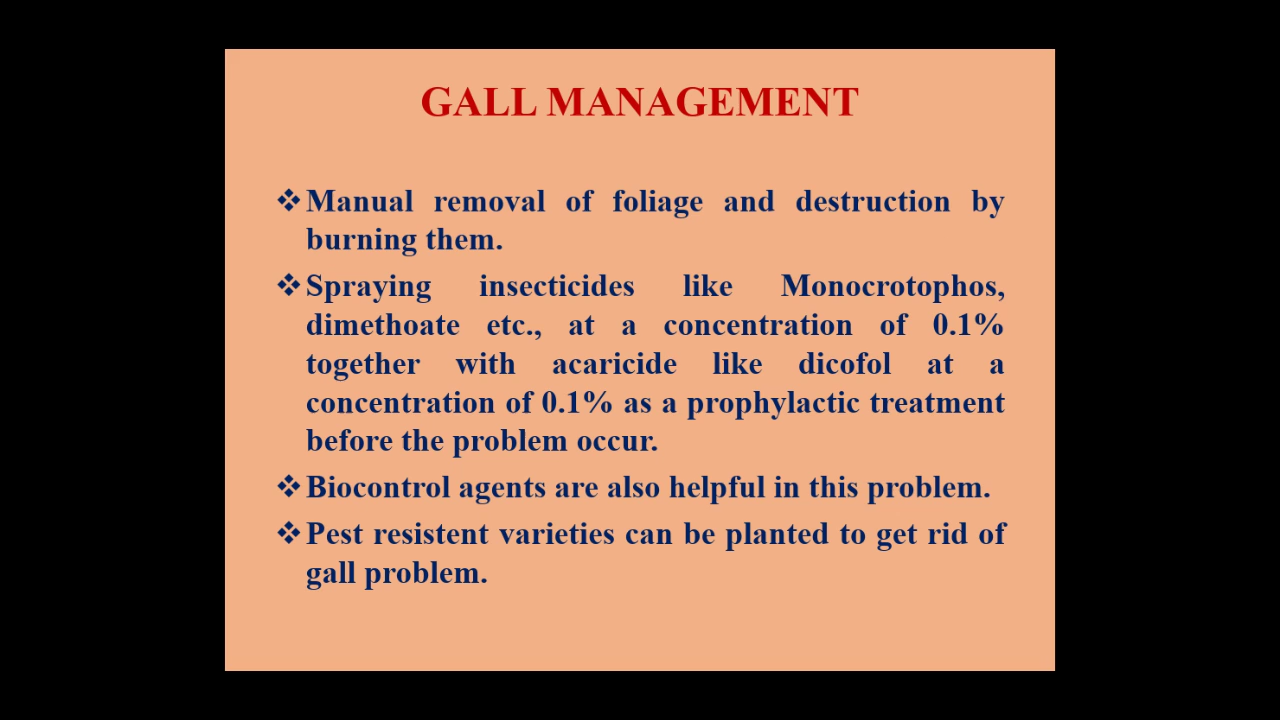 GALL MANAGEMENT
❖Manual removal of foliage and destruction by
burning them.
❖Spraying insecticides like Monocrotophos,
dimethoate etc., at a concentration of 0.1%
together with acaricide like dicofol at a
concentration of 0.1% as a prophylactic treatment
before the problem occur.
❖Biocontrol agents are also helpful in this problem.
❖Pest resistent varieties can be planted to get rid of
gall problem.